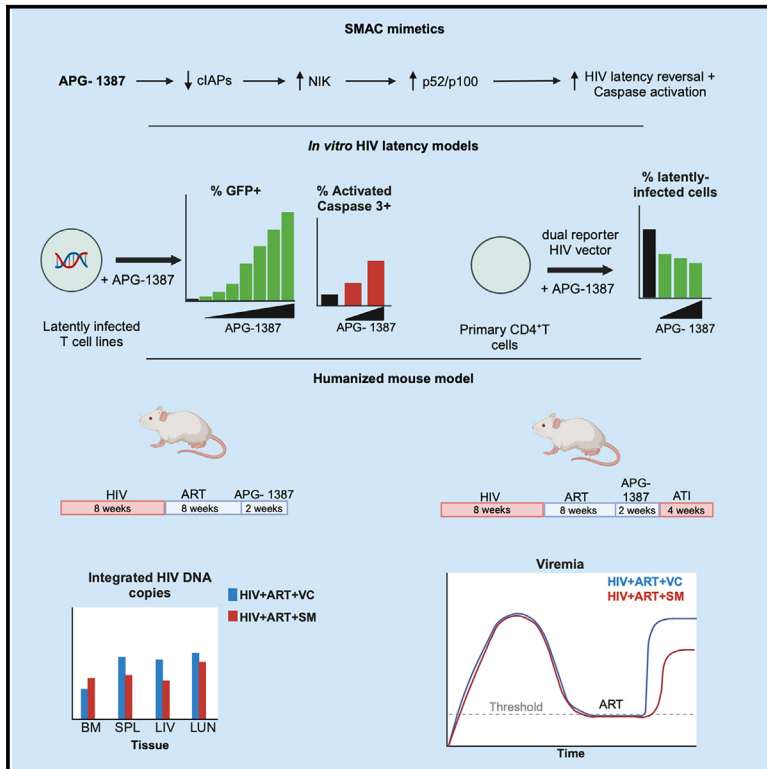 SMAC mimetics
APG- 1387 cIAPs NIK p52/p100 HIV latency reversal +
Caspase activation
In vitro HIV latency models
% GFP+
% Activated
Caspase 3+
% latently-
infected cells
+ APG-1387
dual reporter
HIV vector
+ APG-1387
Latently infected
T cell lines
APG-1387
APG- 1387
Primary CD4⁺T
cells
APG- 1387
Humanized mouse model
HIV ART APG- 1387
8 weeks 8 weeks 2 weeks
HIV ART APG-
1387 ATI
8 weeks 8 weeks 2 weeks 4 weeks
Integrated HIV DNA
copies
HIV+ART+VC
HIV+ART+SM
BM SPL LIV LUN
Tissue
Viremia
HIV+ART+VC
HIV+ART+SM
Threshold
ART
Time